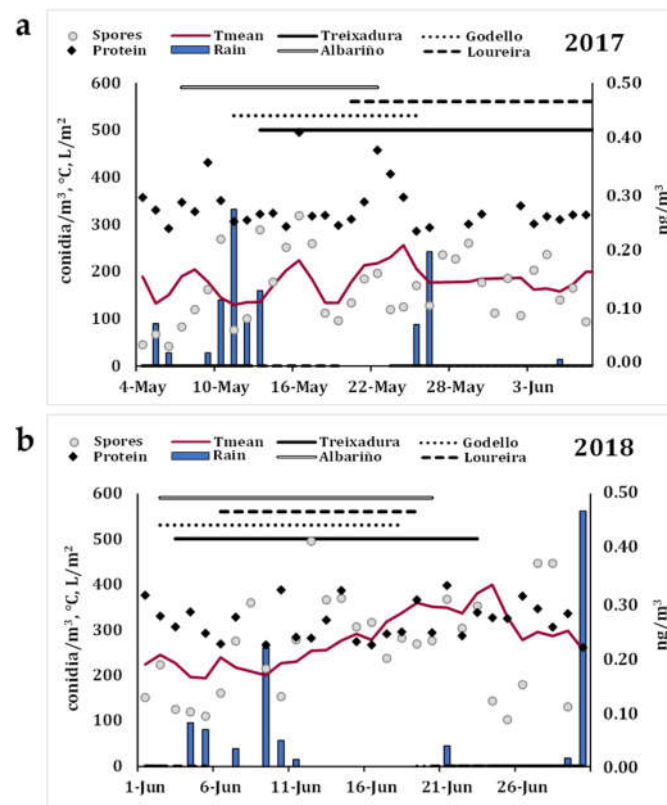 a
Spores Tmean Treixadura Godello
Protein Rain Albariño Loureira
2017
600 0.50
500 0.40
400
0.30
300
0.20
200
0.10
100
0 0.00
conidia/m³, °C, L/m²
ng/m³
4-May 10-May 16-May 22-May 28-May 3-Jun
b
Spores Tmean Treixadura Godello
Protein Rain Albariño Loureira
2018
600 0.50
500
0.40
400
0.30
300
0.20
200
0.10
100
0 0.00
conidia/m³, °C, L/m²
ng/m³
1-Jun 6-Jun 11-Jun 16-Jun 21-Jun 26-Jun